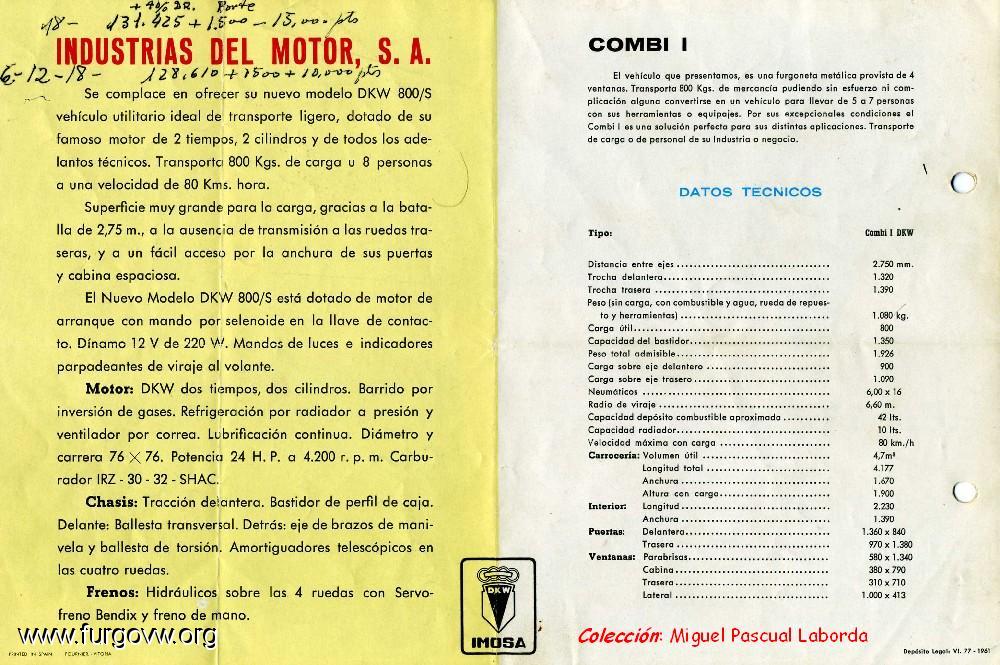 + 4% DR. Porte
18 - 131.425 + 1.500 - 15,00. pts
INDUSTRIAS DEL MOTOR, S. A.
6-12-18- 128,610 + 1500 + 10,000 pts
Se complace en ofrecer su nuevo modelo DKW 800/S
vehículo utilitario ideal de transporte ligero, dotado de su
famoso motor de 2 tiempos, 2 cilindros y de todos los ade-
lantos técnicos. Transporta 800 Kgs. de carga u 8 personas
a una velocidad de 80 Kms. hora.
Superficie muy grande para la carga, gracias a la bata-
lla de 2,75 m., a la ausencia de transmisión a las ruedas tra-
seras, y a un fácil acceso por la anchura de sus puertas
y cabina espaciosa.
El Nuevo Modelo DKW 800/S está dotado de motor de
arranque con mando por selenoide en la llave de contac-
to. Dínamo 12 V de 220 W. Mandos de luces e indicadores
parpadeantes de viraje al volante.
Motor: DKW dos tiempos, dos cilindros. Barrido por
inversión de gases. Refrigeración por radiador a presión y
ventilador por correa. Lubrificación continua. Diámetro y
carrera 76 × 76. Potencia 24 H. P. a 4.200 r. p. m. Carbu-
rador IRZ - 30 - 32 - SHAC.
Chasis: Tracción delantera. Bastidor de perfil de caja.
Delante: Ballesta transversal. Detrás: eje de brazos de mani-
vela y ballesta de torsión. Amortiguadores telescópicos en
las cuatro ruedas.
Frenos: Hidráulicos sobre las 4 ruedas con Servo-
freno Bendix y freno de mano.
www.furgovw.org
PRINTED IN SPAIN FOURNIER - VITORIA
DKW
IMOSA
COMBI I
El vehículo que presentamos, es una furgoneta metálica provista de 4
ventanas. Transporta 800 Kgs. de mercancía pudiendo sin esfuerzo ni com-
plicación alguna convertirse en un vehículo para llevar de 5 a 7 personas
con sus herramientas o equipajes. Por sus excepcionales condiciones el
Combi I es una solución perfecta para sus distintas aplicaciones. Transporte
de carga o de personal de su Industria o negocio.
DATOS TECNICOS
Tipo: Combi I DKW
Distancia entre ejes 2.750 mm.
Trocha delantera 1.320
Trocha trasera 1.390
Peso (sin carga, con combustible y agua, rueda de repues-
to y herramientas) 1.080 kg.
Carga útil 800
Capacidad del bastidor 1.350
Peso total admisible 1.926
Carga sobre eje delantero 900
Carga sobre eje trasero 1.090
Neumáticos 6,00 x 16
Radio de viraje 6,60 m.
Capacidad depósito combustible aproximada 42 lts.
Capacidad radiador 10 lts.
Velocidad máxima con carga 80 km./h
Carrocería: Volumen útil 4,7m³
Longitud total 4.177
Anchura 1.670
Altura con carga 1.900
Interior: Longitud 2.230
Anchura 1.390
Puertas: Delantera 1.360 x 840
Trasera 970 x 1.380
Ventanas: Parabrisas 580 x 1.340
Cabina 380 x 790
Trasera 310 x 710
Lateral 1.000 x 413
Colección: Miguel Pascual Laborda
Depósito Legal: VI. 77 - 1961